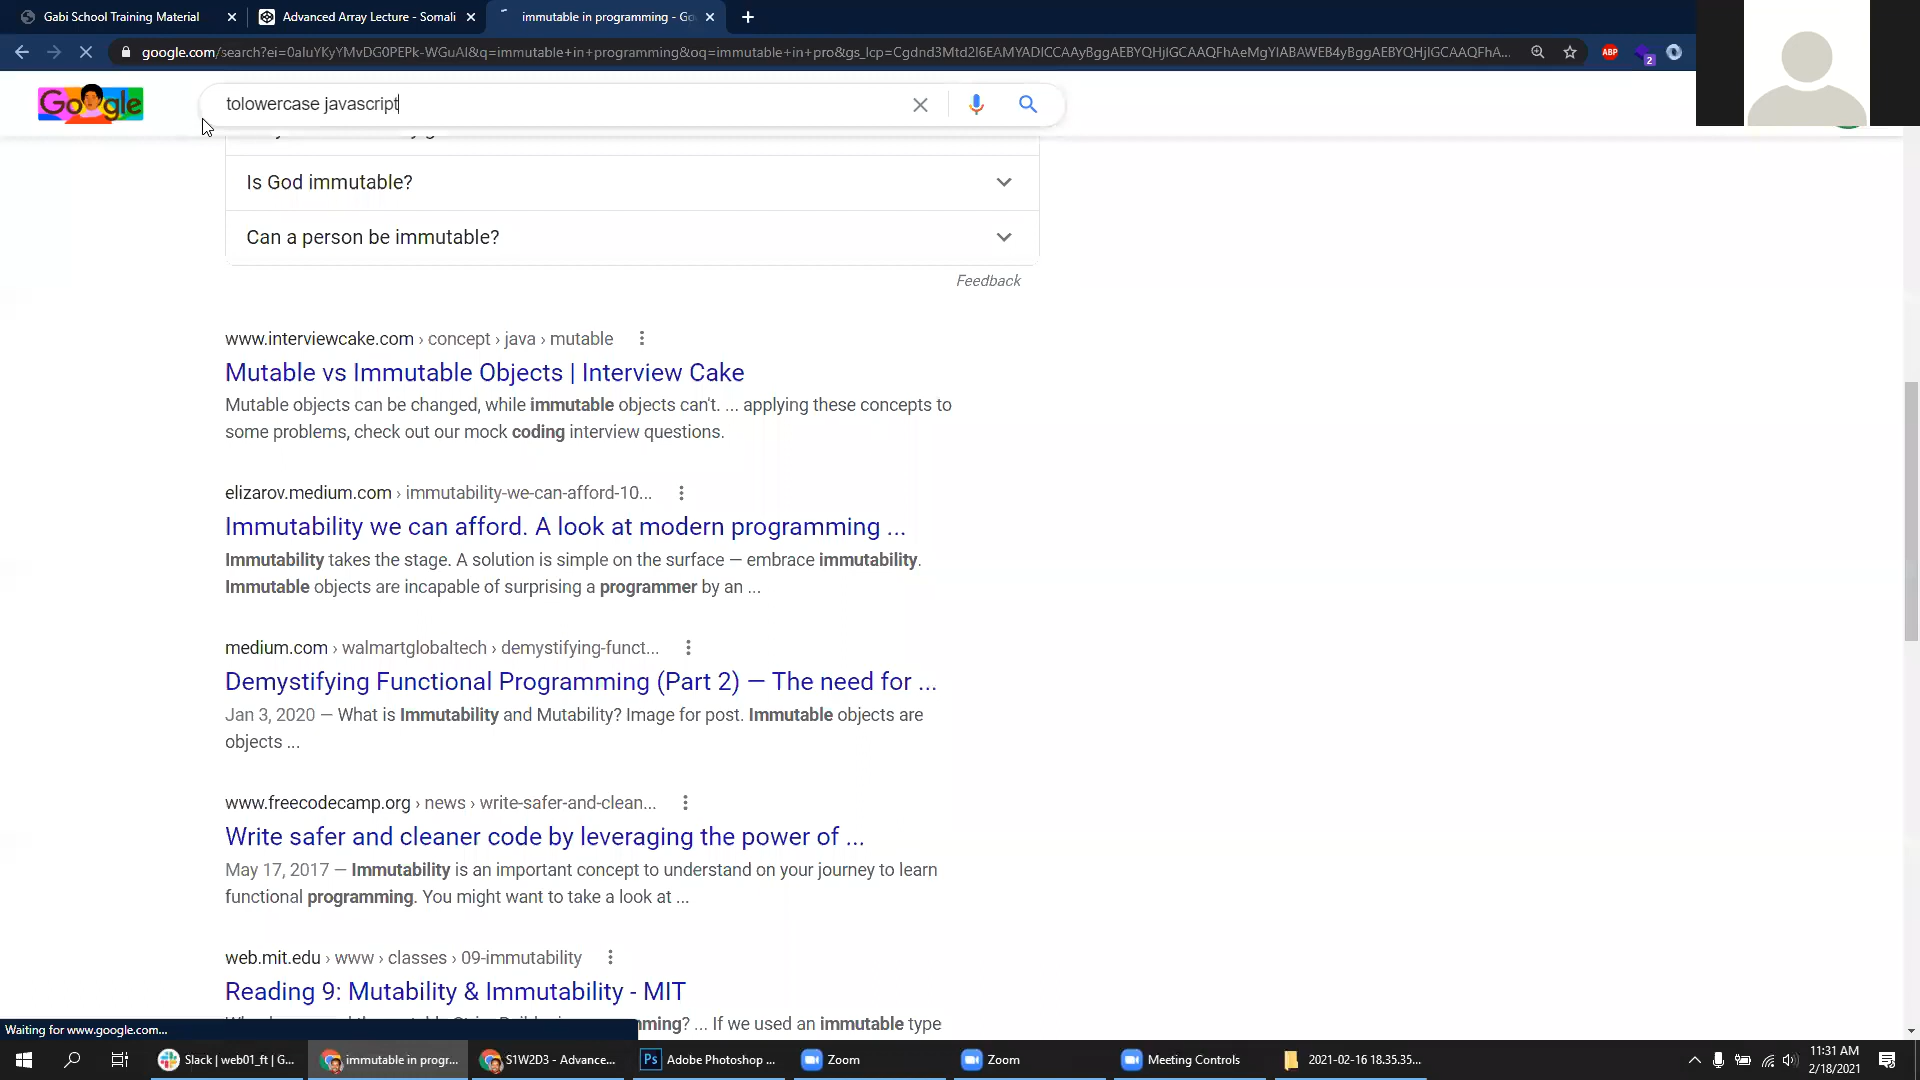 Gabi School Training Material
Advanced Array Lecture - Somali
immutable in programming - Go
google.com/search?ei=0aIuYKyYMvDG0PEPk-WGuAI&q=immutable+in+programming&oq=immutable+in+pro&gs_lcp=Cgdnd3Mtd2l6EAMYADICCAAyBggAEBYQHjIGCAAQFhAeMgYIABAWEB4yBggAEBYQHjIGCAAQFhA...
ABP
2
Google
tolowercase javascript
Is God immutable?
Can a person be immutable?
Feedback
www.interviewcake.com › concept › java › mutable
Mutable vs Immutable Objects | Interview Cake
Mutable objects can be changed, while immutable objects can't. ... applying these concepts to
some problems, check out our mock coding interview questions.
elizarov.medium.com › immutability-we-can-afford-10...
Immutability we can afford. A look at modern programming ...
Immutability takes the stage. A solution is simple on the surface — embrace immutability.
Immutable objects are incapable of surprising a programmer by an ...
medium.com › walmartglobaltech › demystifying-funct...
Demystifying Functional Programming (Part 2) — The need for ...
Jan 3, 2020 — What is Immutability and Mutability? Image for post. Immutable objects are
objects ...
www.freecodecamp.org › news › write-safer-and-clean...
Write safer and cleaner code by leveraging the power of ...
May 17, 2017 — Immutability is an important concept to understand on your journey to learn
functional programming. You might want to take a look at ...
web.mit.edu › www › classes › 09-immutability
Reading 9: Mutability & Immutability - MIT
? ... If we used an immutable type
Waiting for www.google.com...
Slack | web01_ft | G...
immutable in progr...
S1W2D3 - Advance...
Ps
Adobe Photoshop ...
Zoom
Zoom
Meeting Controls
2021-02-16 18.35.35...
11:31 AM
2/18/2021